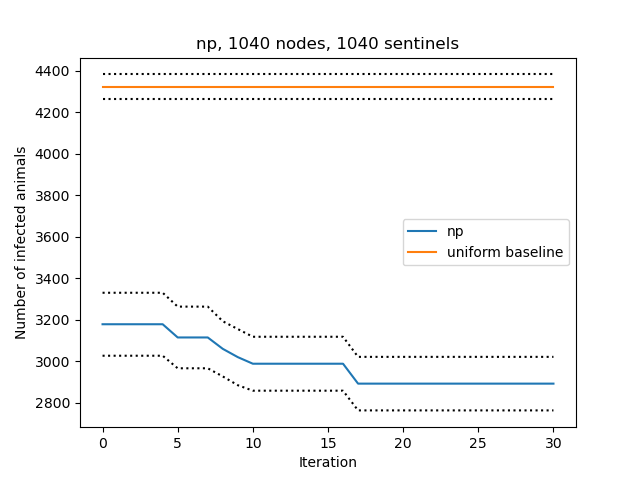 np, 1040 nodes, 1040 sentinels
4400
4200
4000
3800
3600
3400
3200
3000
2800
Number of infected animals
np
uniform baseline
0 5 10 15 20 25 30
Iteration